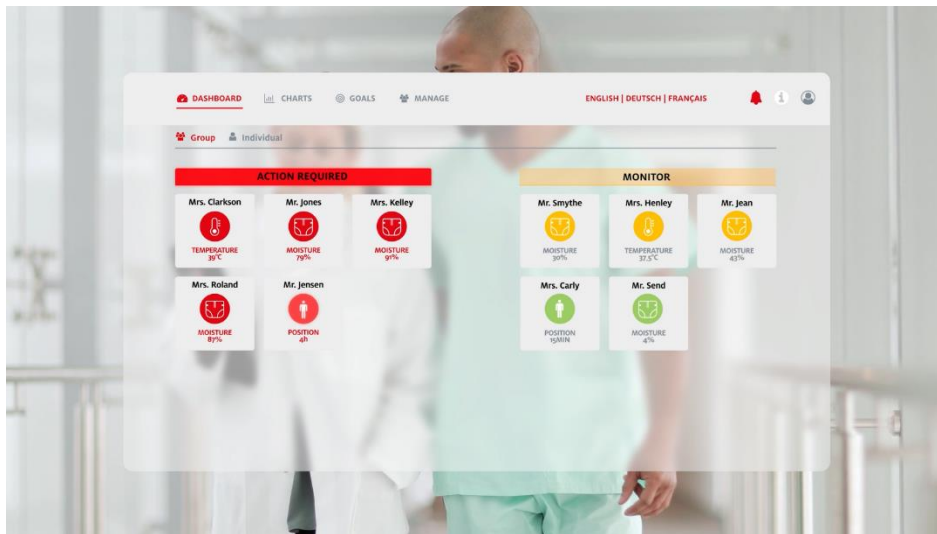 DASHBOARD CHARTS GOALS MANAGE ENGLISH | DEUTSCH | FRANÇAIS i
Group Individual
ACTION REQUIRED
Mrs. Clarkson Mr. Jones Mrs. Kelley
TEMPERATURE MOISTURE MOISTURE
39°C 79% 91%
Mrs. Roland Mr. Jensen
MOISTURE POSITION
87% 4h
MONITOR
Mr. Smythe Mrs. Henley Mr. Jean
MOISTURE TEMPERATURE MOISTURE
30% 37,5°C 43%
Mrs. Carly Mr. Send
POSITION MOISTURE
15MIN 4%